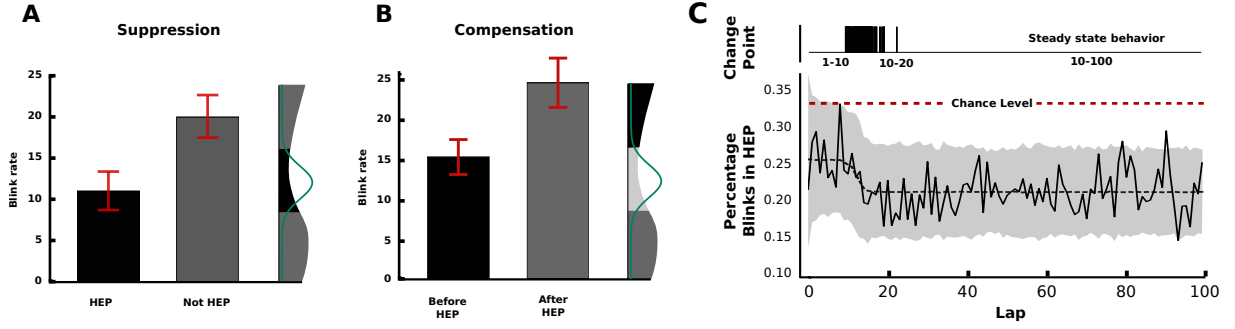 A
Suppression
Blink rate
25
20
15
10
5
0
HEP
Not HEP
B
Compensation
Blink rate
25
20
15
10
5
0
Before
HEP
After
HEP
C
Change
Point
Steady state behavior
1-10
10-20
10-100
Percentage
Blinks in HEP
0.35
0.30
0.25
0.20
0.15
0.10
Chance Level
0
20
40
60
80
100
Lap